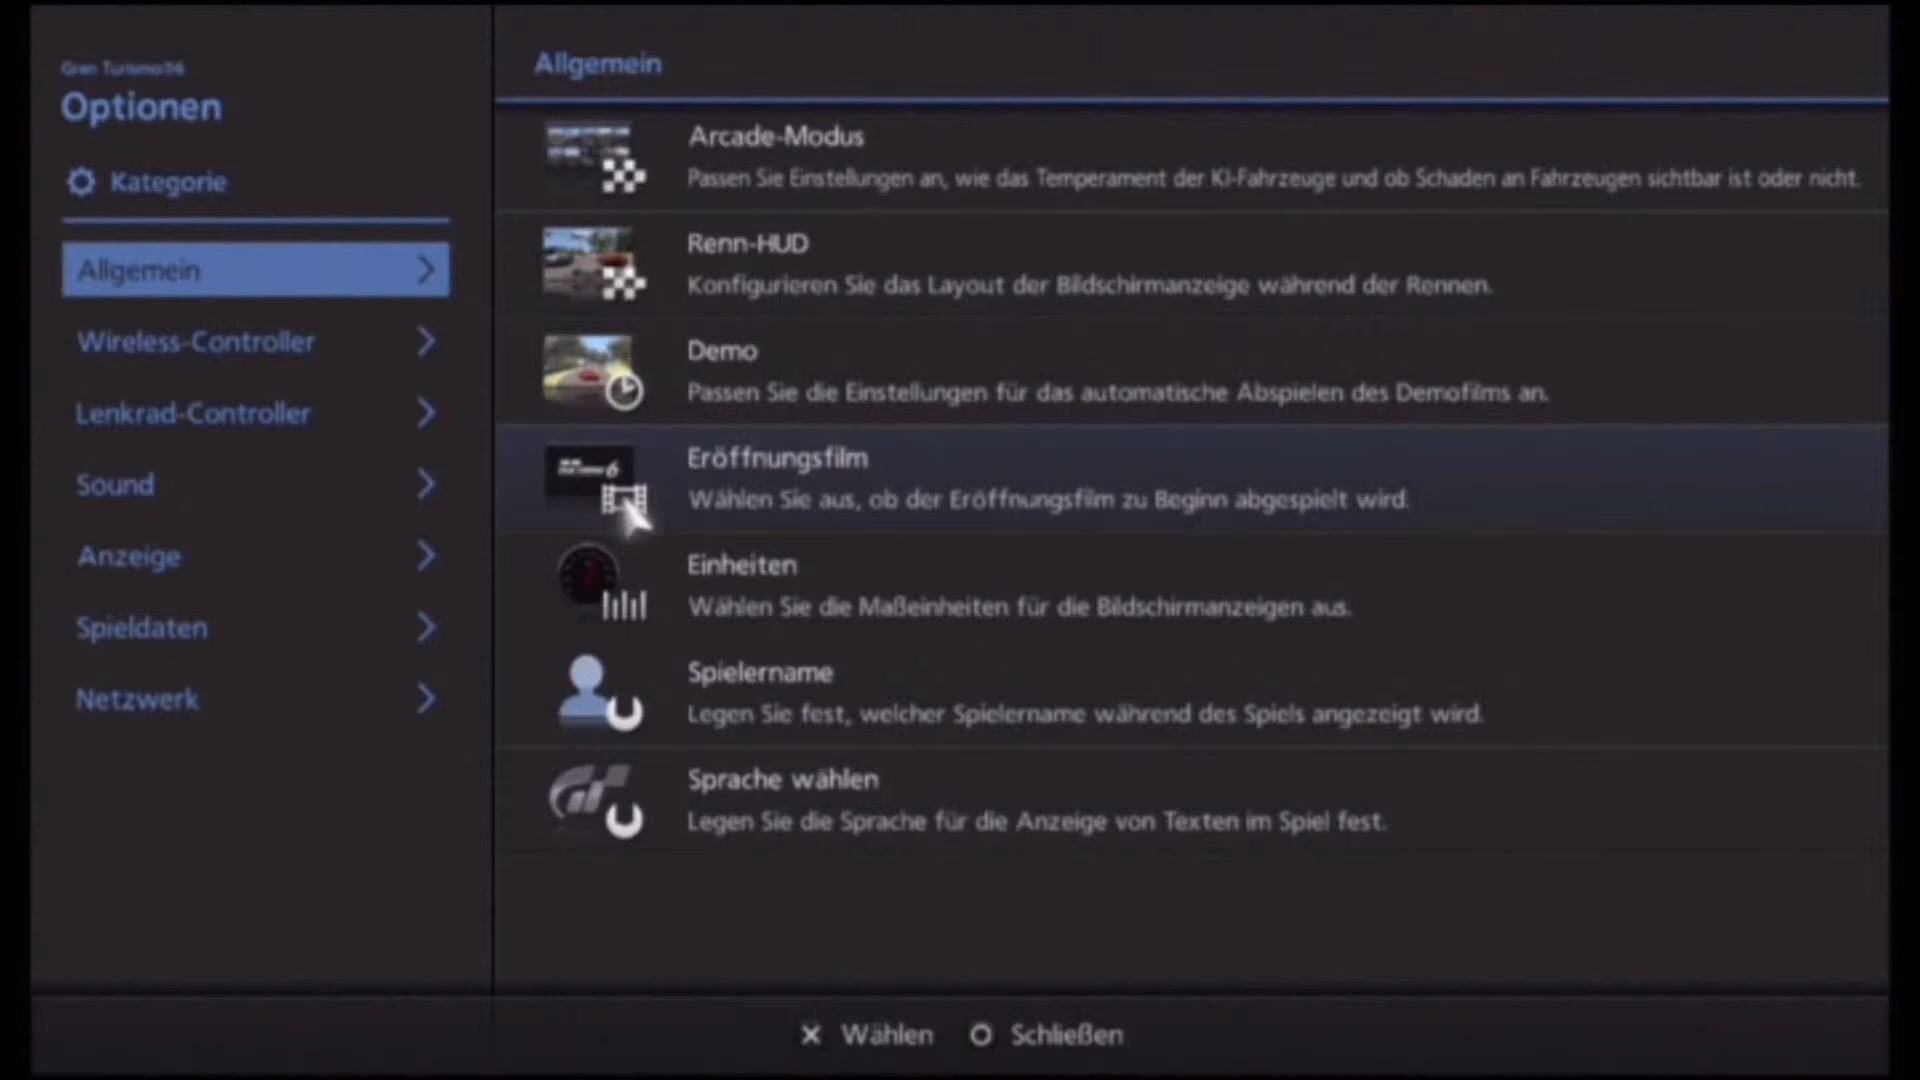 Gran Turismo®6
Optionen
Kategorie
Allgemein
Wireless-Controller
Lenkrad-Controller
Sound
Anzeige
Spieldaten
Netzwerk
Allgemein
Arcade-Modus
Passen Sie Einstellungen an, wie das Temperament der KI-Fahrzeuge und ob Schaden an Fahrzeugen sichtbar ist oder nicht.
Renn-HUD
Konfigurieren Sie das Layout der Bildschirmanzeige während der Rennen.
Demo
Passen Sie die Einstellungen für das automatische Abspielen des Demofilms an.
Eröffnungsfilm
Wählen Sie aus, ob der Eröffnungsfilm zu Beginn abgespielt wird.
Einheiten
Wählen Sie die Maßeinheiten für die Bildschirmanzeigen aus.
Spielername
Legen Sie fest, welcher Spielername während des Spiels angezeigt wird.
Sprache wählen
Legen Sie die Sprache für die Anzeige von Texten im Spiel fest.
Wählen
Schließen